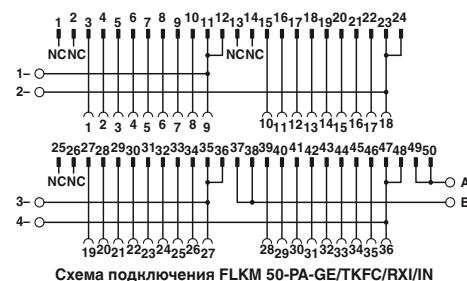 1 2 3 4 5 6 7 8 9 10 11 12 13 14 15 16 17 18 19 20 21 22 23 24
NC NC NC NC
1–
2–
1 2 3 4 5 6 7 8 9 10 11 12 13 14 15 16 17 18
25 26 27 28 29 30 31 32 33 34 35 36 37 38 39 40 41 42 43 44 45 46 47 48 49 50
NC NC
A
3– B
4–
19 20 21 22 23 24 25 26 27 28 29 30 31 32 33 34 35 36
Схема подключения FLKM 50-PA-GE/TKFC/RXI/IN